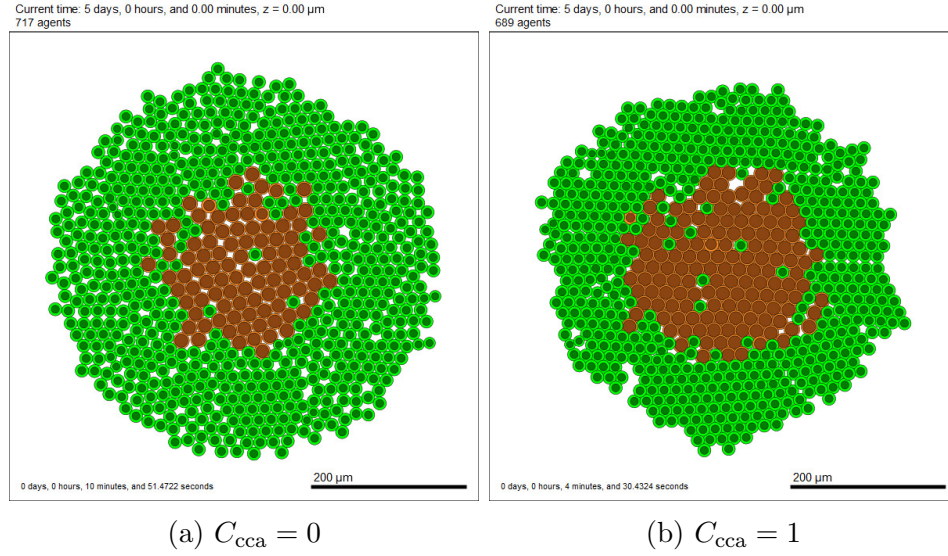 Current time: 5 days, 0 hours, and 0.00 minutes, z = 0.00 μm
717 agents
200 μm
0 days, 0 hours, 10 minutes, and 51.4722 seconds
(a) C_cca = 0
Current time: 5 days, 0 hours, and 0.00 minutes, z = 0.00 μm
689 agents
200 μm
0 days, 0 hours, 4 minutes, and 30.4324 seconds
(b) C_cca = 1